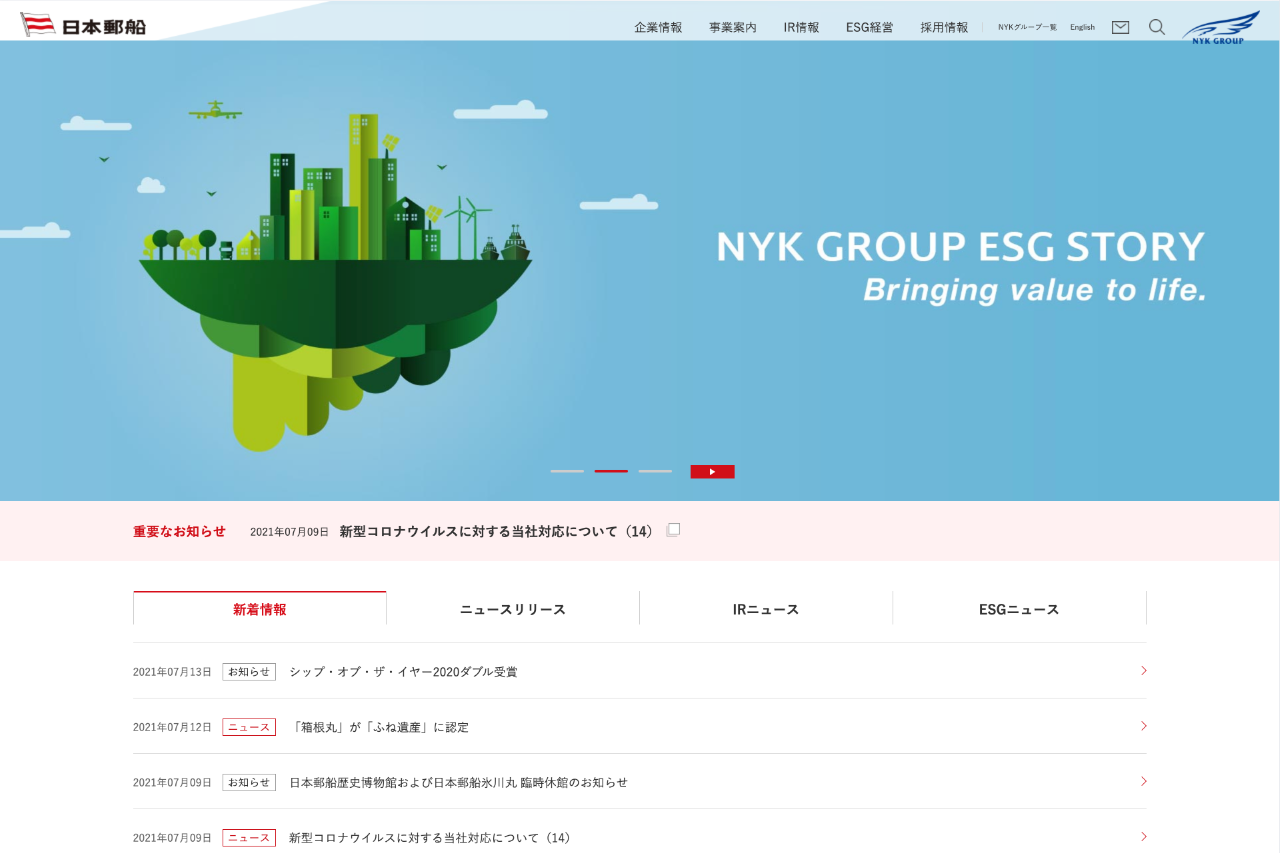 日本郵船
企業情報 事業案内 IR情報 ESG経営 採用情報 NYKグループ一覧 English
NYK GROUP
NYK GROUP ESG STORY
Bringing value to life.
重要なお知らせ 2021年07月09日 新型コロナウイルスに対する当社対応について（14）
新着情報 ニュースリリース IRニュース ESGニュース
2021年07月13日 お知らせ シップ・オブ・ザ・イヤー2020ダブル受賞
2021年07月12日 ニュース 「箱根丸」が「ふね遺産」に認定
2021年07月09日 お知らせ 日本郵船歴史博物館および日本郵船氷川丸 臨時休館のお知らせ
2021年07月09日 ニュース 新型コロナウイルスに対する当社対応について（14）